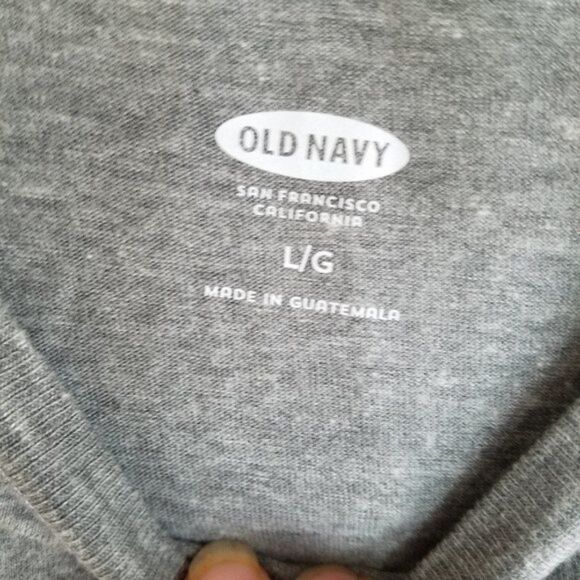 OLD NAVY
SAN FRANCISCO
CALIFORNIA
L/G
MADE IN GUATEMALA